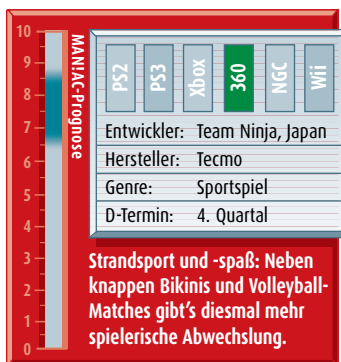 10
9
8
7
6
5
4
3
2
1
0
MAN!AC-Prognose
PS2
PS3
Xbox
360
NGC
Wii
Entwickler: Team Ninja, Japan
Hersteller: Tecmo
Genre: Sportspiel
D-Termin: 4. Quartal
Strandsport und -spaß: Neben
knappen Bikinis und Volleyball-
Matches gibt's diesmal mehr
spielerische Abwechslung.